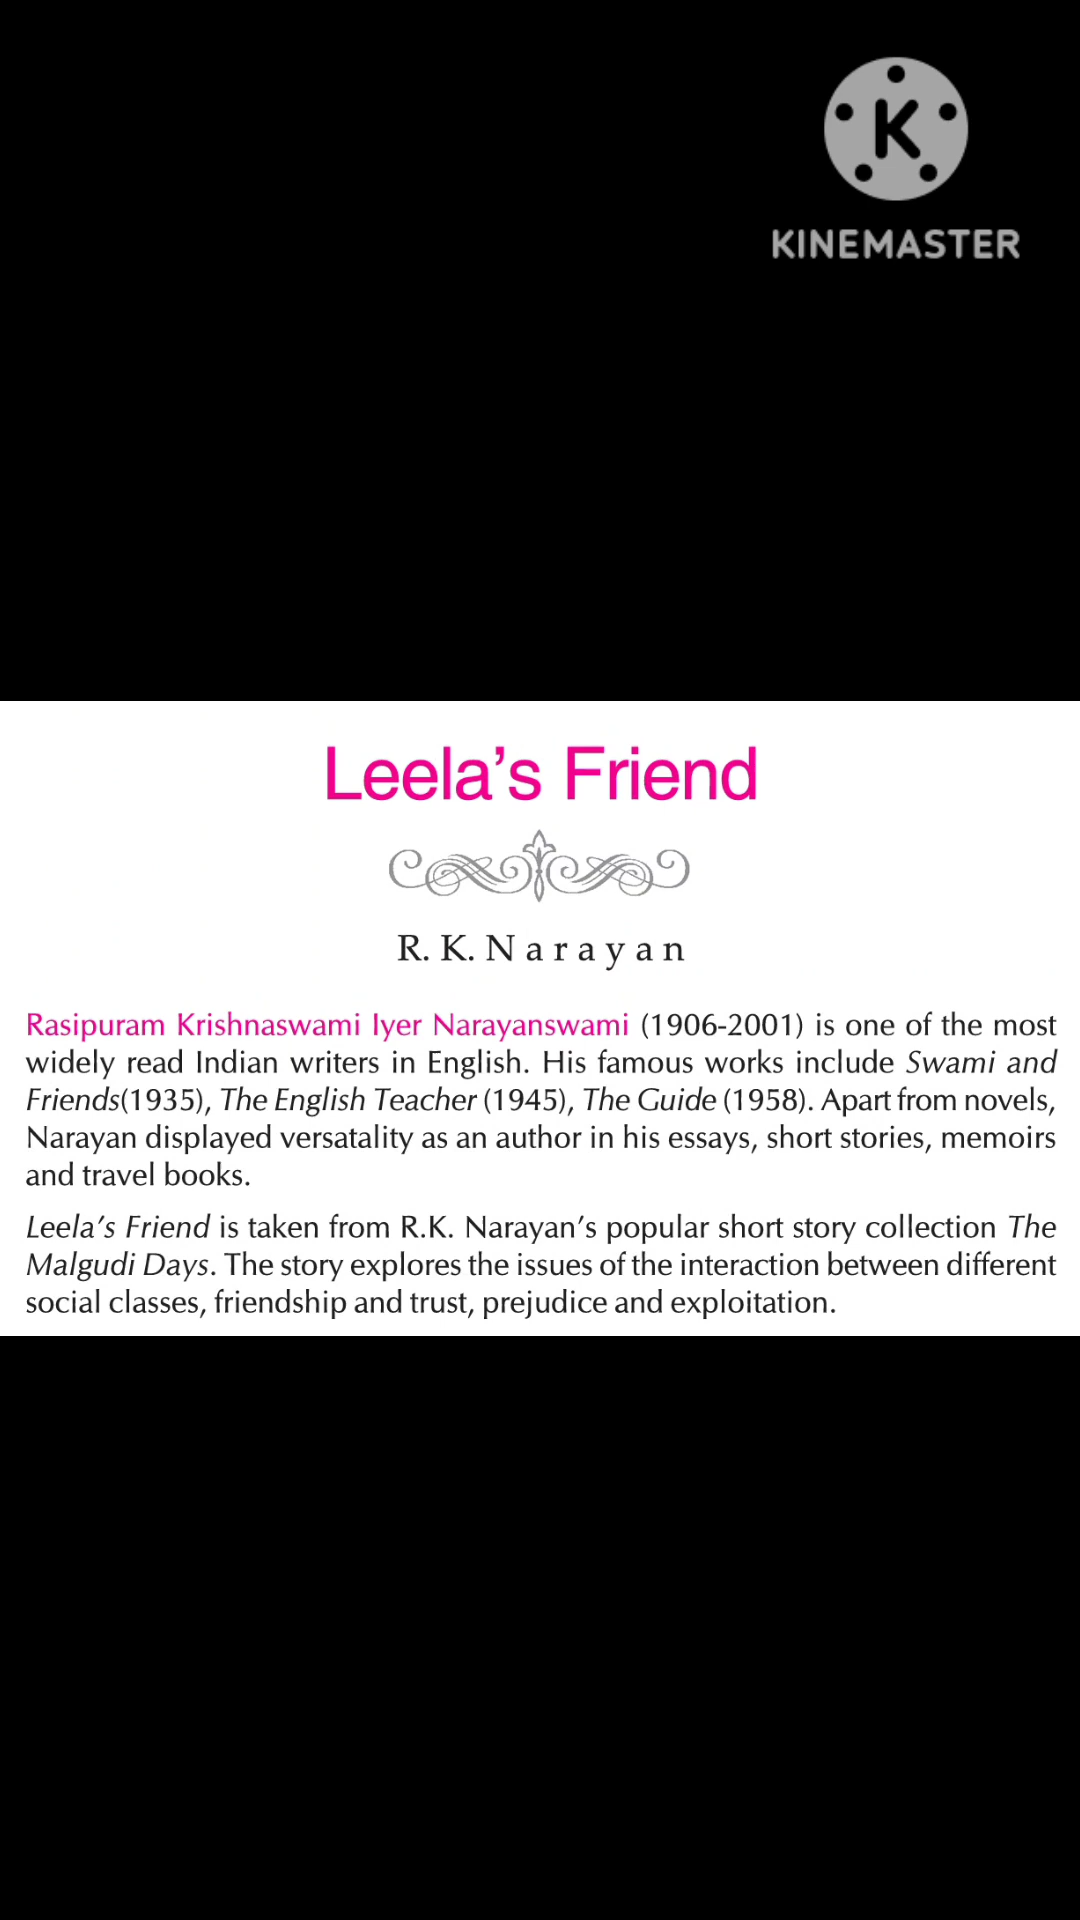 K
KINEMASTER
Leela’s Friend
R. K. Narayan
Rasipuram Krishnaswami Iyer Narayanswami (1906-2001) is one of the most
widely read Indian writers in English. His famous works include Swami and
Friends(1935), The English Teacher (1945), The Guide (1958). Apart from novels,
Narayan displayed versatality as an author in his essays, short stories, memoirs
and travel books.
Leela’s Friend is taken from R.K. Narayan’s popular short story collection The
Malgudi Days. The story explores the issues of the interaction between different
social classes, friendship and trust, prejudice and exploitation.